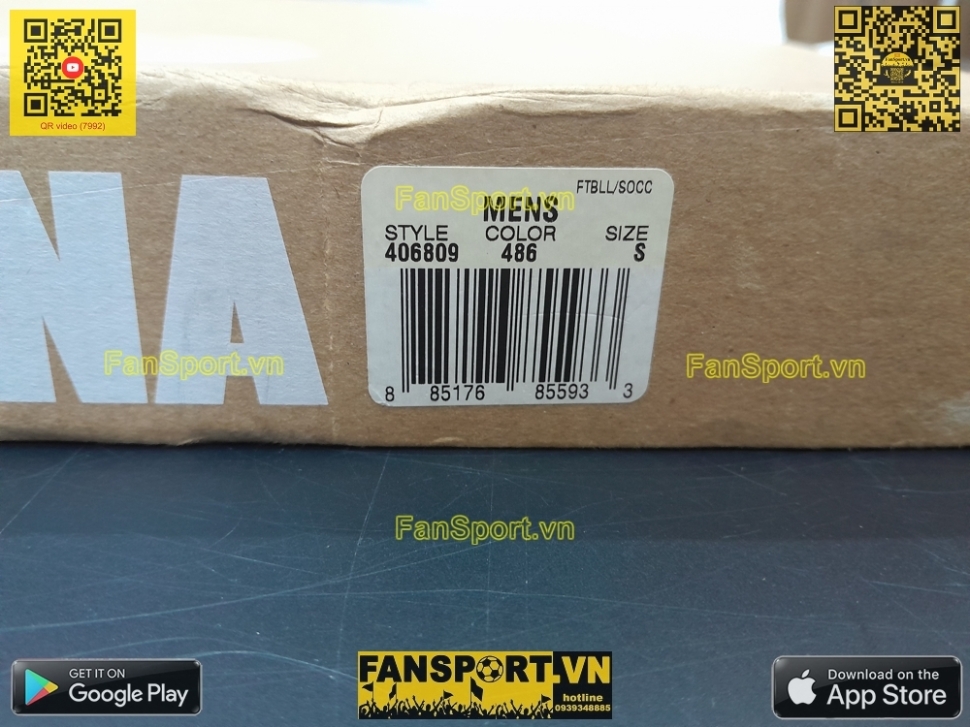 QR video (7992)
FTBLL/SOCC
FanSport.vn
MENS
STYLE COLOR SIZE
406809 486 S
NA
8 85176 85593 3
FanSport.vn
FanSport.vn
FanSport.vn
GET IT ON
Google Play
FANSPORT.VN
hotline
0939348885
Download on the
App Store